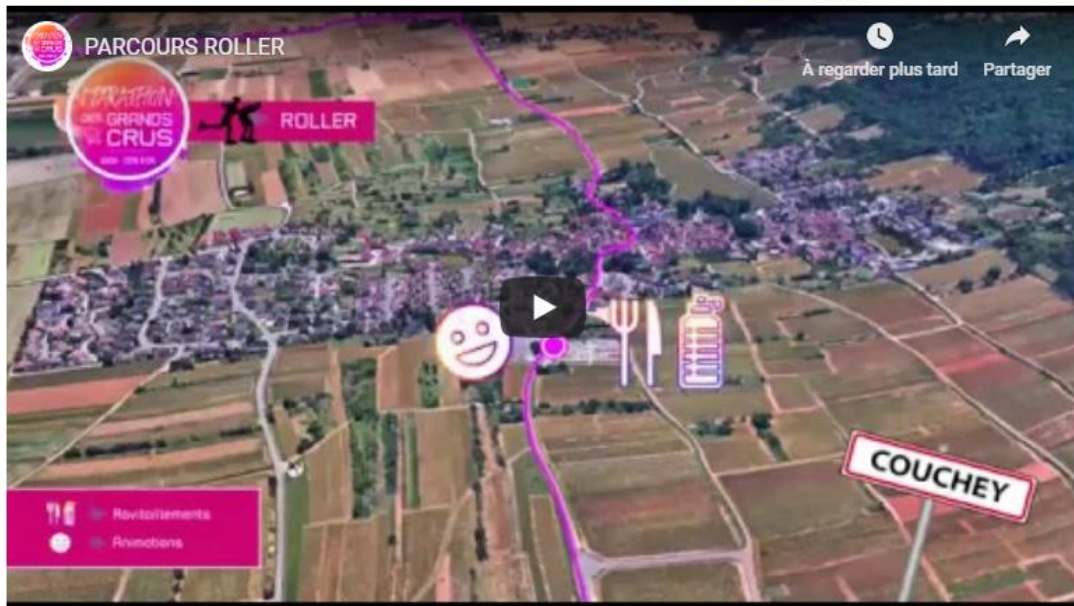 PARCOURS ROLLER
À regarder plus tard
Partager
MARATHON
DES GRANDS
CRUS
ROLLER
COUCHEY
Ravitaillements
Animations